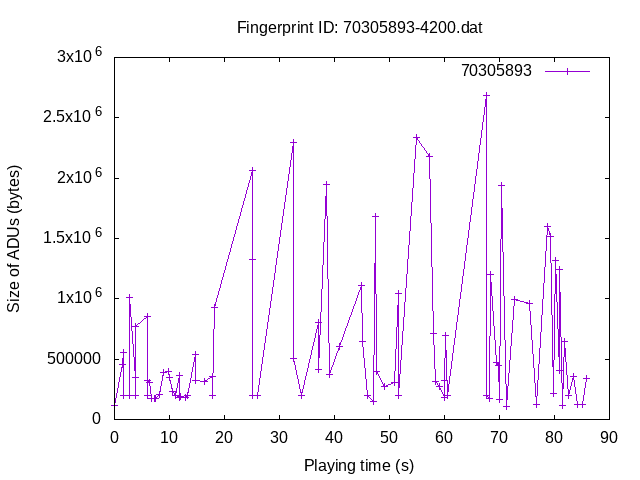 Fingerprint ID: 70305893-4200.dat
70305893
Size of ADUs (bytes)
3x10^6
2.5x10^6
2x10^6
1.5x10^6
1x10^6
500000
0
0 10 20 30 40 50 60 70 80 90
Playing time (s)